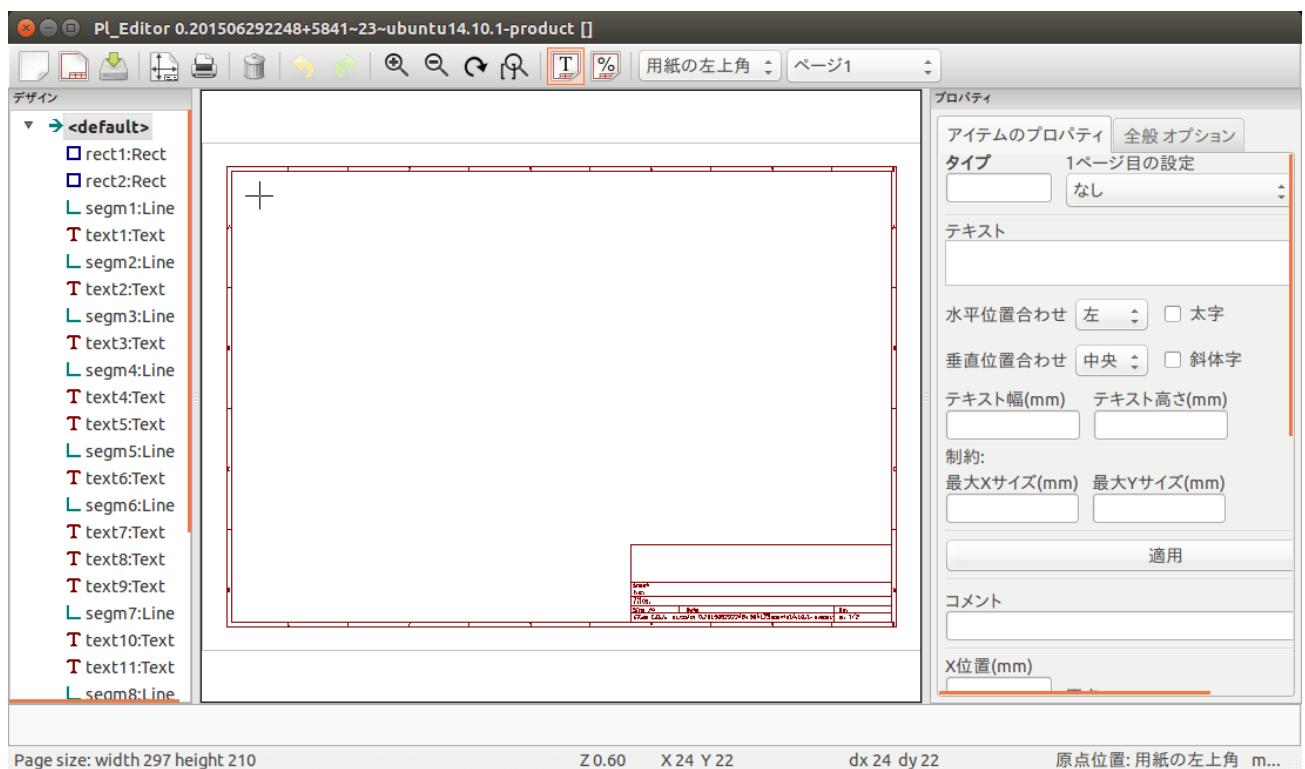 Pl_Editor 0.201506292248+5841~23~ubuntu14.10.1-product []
T % 用紙の左上角 ページ1
デザイン
<default>
rect1:Rect
rect2:Rect
segm1:Line
T text1:Text
segm2:Line
T text2:Text
segm3:Line
T text3:Text
segm4:Line
T text4:Text
T text5:Text
segm5:Line
T text6:Text
segm6:Line
T text7:Text
T text8:Text
T text9:Text
segm7:Line
T text10:Text
T text11:Text
segm8:Line
プロパティ
アイテムのプロパティ 全般 オプション
タイプ 1ページ目の設定
なし
テキスト
水平位置合わせ 左 太字
垂直位置合わせ 中央 斜体字
テキスト幅(mm) テキスト高さ(mm)
制約:
最大Xサイズ(mm) 最大Yサイズ(mm)
適用
コメント
X位置(mm)
Page size: width 297 height 210 Z 0.60 X 24 Y 22 dx 24 dy 22 原点位置: 用紙の左上角 m...